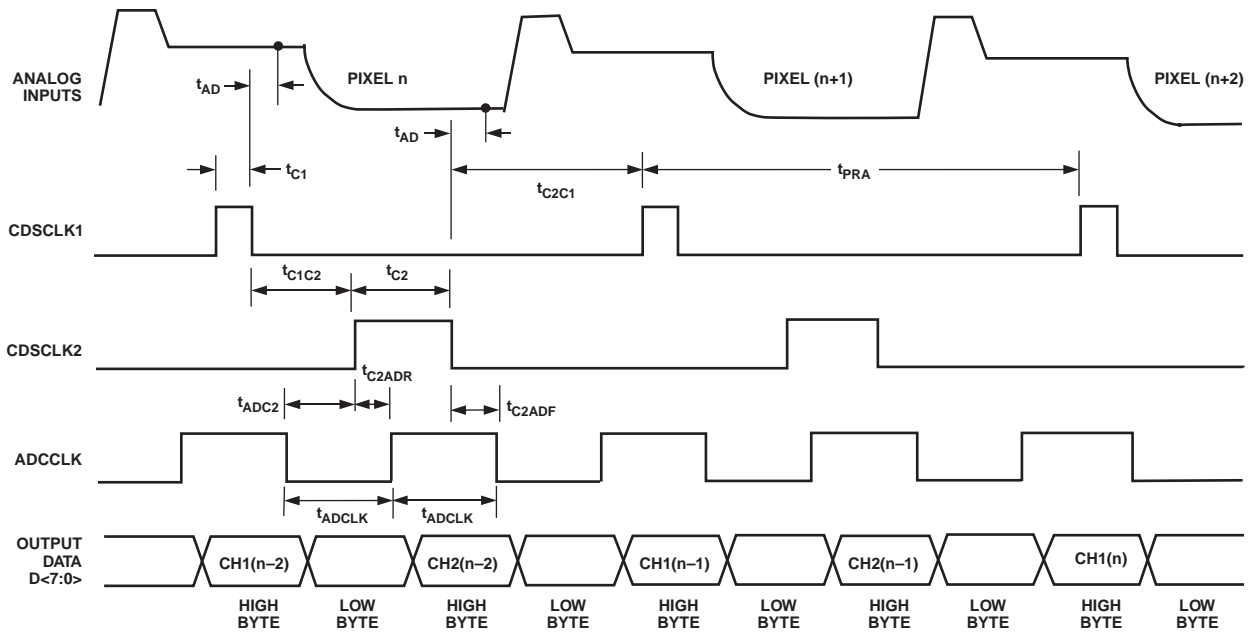 ANALOG
INPUTS
PIXEL n
PIXEL (n+1)
PIXEL (n+2)
tAD
tAD
tC1
tC2C1
tPRA
CDSCLK1
tC1C2
tC2
CDSCLK2
tC2ADR
tADC2
tC2ADF
ADCCLK
tADCLK
tADCLK
OUTPUT
DATA
D<7:0>
CH1(n–2)
CH2(n–2)
CH1(n–1)
CH2(n–1)
CH1(n)
HIGH
BYTE
LOW
BYTE
HIGH
BYTE
LOW
BYTE
HIGH
BYTE
LOW
BYTE
HIGH
BYTE
LOW
BYTE
HIGH
BYTE
LOW
BYTE